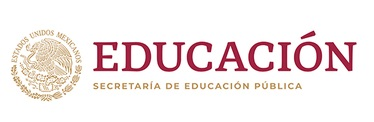 ESTADOS UNIDOS MEXICANOS
EDUCACIÓN
SECRETARÍA DE EDUCACIÓN PÚBLICA